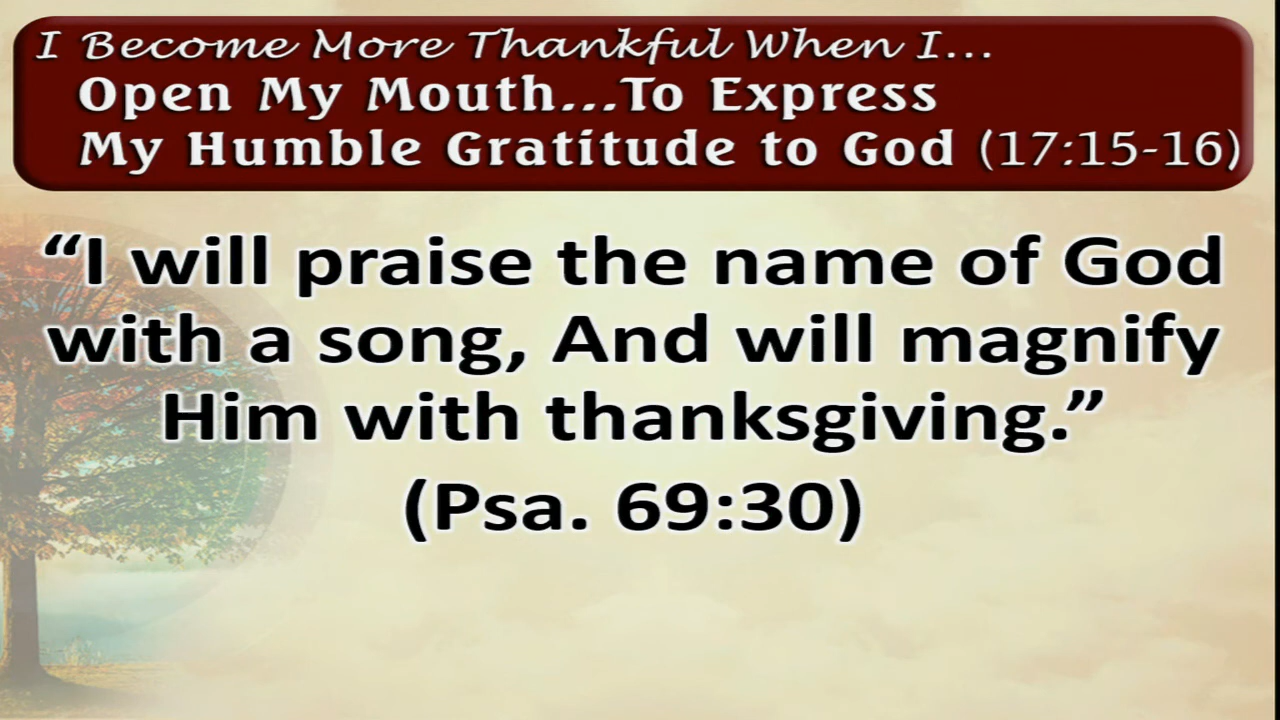 I Become More Thankful When I...
Open My Mouth...To Express
My Humble Gratitude to God (17:15-16)
“I will praise the name of God
with a song, And will magnify
Him with thanksgiving.”
(Psa. 69:30)